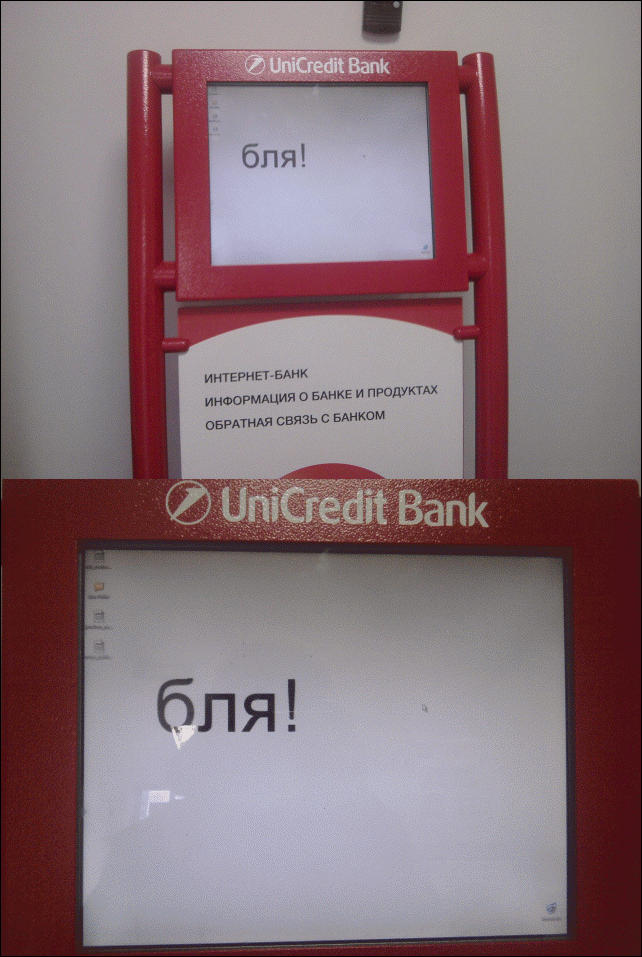 UniCredit Bank
бля!
ИНТЕРНЕТ-БАНК
ИНФОРМАЦИЯ О БАНКЕ И ПРОДУКТАХ
ОБРАТНАЯ СВЯЗЬ С БАНКОМ
UniCredit Bank
бля!